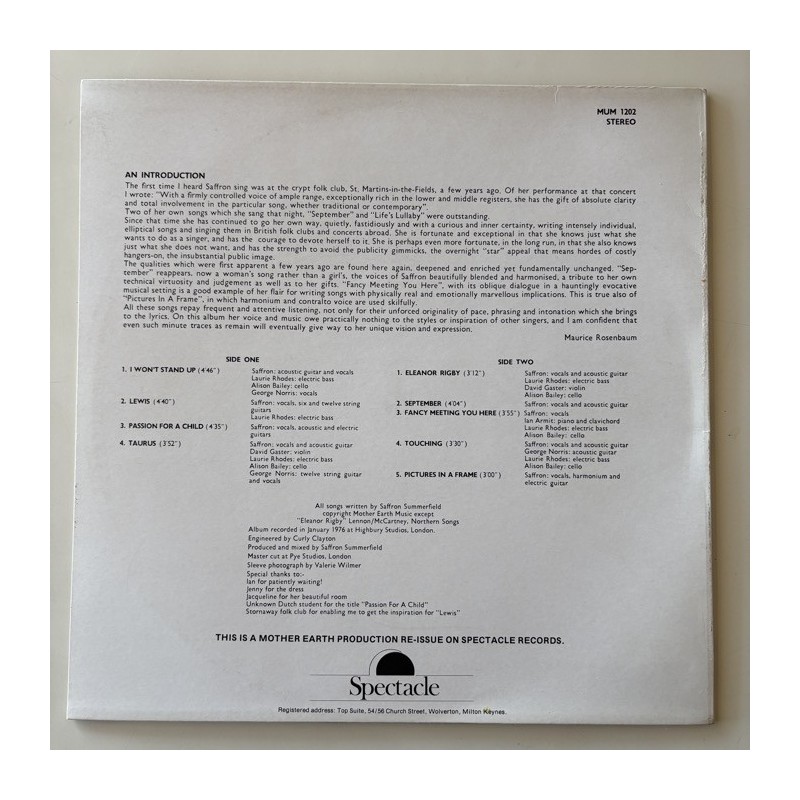 MUM 1202
STEREO
AN INTRODUCTION
The first time I heard Saffron sing was at the crypt folk club, St. Martins-in-the-Fields, a few years ago. Of her performance at that concert
I wrote: "With a firmly controlled voice of ample range, exceptionally rich in the lower and middle registers, she has the gift of absolute clarity
and total involvement in the particular song, whether traditional or contemporary".
Two of her own songs which she sang that night, "September" and "Life's Lullaby" were outstanding.
Since that time she has continued to go her own way, quietly, fastidiously and with a curious and inner certainty, writing intensely individual,
elliptical songs and singing them in British folk clubs and concerts abroad. She is fortunate and exceptional in that she knows just what she
wants to do as a singer, and has the courage to devote herself to it. She is perhaps even more fortunate, in the long run, in that she also knows
just what she does not want, and has the strength to avoid the publicity gimmicks, the overnight "star" appeal that means hordes of costly
hangers-on, the insubstantial public image.
The qualities which were first apparent a few years ago are found here again, deepened and enriched yet fundamentally unchanged. "Sep-
tember" reappears, now a woman's song rather than a girl's, the voices of Saffron beautifully blended and harmonised, a tribute to her own
technical virtuosity and judgement as well as to her gifts. "Fancy Meeting You Here", with its oblique dialogue in a hauntingly evocative
musical setting is a good example of her flair for writing songs with physically real and emotionally marvellous implications. This is also true of
"Pictures In A Frame", in which harmonium and contralto voice are used skilfully.
All these songs repay frequent and attentive listening, not only for their unforced originality of pace, phrasing and intonation which she brings
to the lyrics. On this album her voice and music owe practically nothing to the styles or inspiration of other singers, and I am confident that
even such minute traces as remain will eventually give way to her unique vision and expression.
Maurice Rosenbaum
SIDE ONE
1. I WON'T STAND UP (4'46") Saffron: acoustic guitar and vocals
Laurie Rhodes: electric bass
Alison Bailey: cello
George Norris: vocals
2. LEWIS (4'40") Saffron: vocals, six and twelve string
guitars
Laurie Rhodes: electric bass
3. PASSION FOR A CHILD (4'35") Saffron: vocals, acoustic and electric
guitars
4. TAURUS (3'52") Saffron: vocals and acoustic guitar
David Gaster: violin
Laurie Rhodes: electric bass
Alison Bailey: cello
George Norris: twelve string guitar
and vocals
SIDE TWO
1. ELEANOR RIGBY (3'12") Saffron: vocals and acoustic guitar
Laurie Rhodes: electric bass
David Gaster: violin
Alison Bailey: cello
2. SEPTEMBER (4'04") Saffron: vocals and acoustic guitar
3. FANCY MEETING YOU HERE (3'55") Saffron: vocals
Ian Armit: piano and clavichord
Laurie Rhodes: electric bass
Alison Bailey: cello
4. TOUCHING (3'30") Saffron: vocals and acoustic guitar
George Norris: acoustic guitar
Laurie Rhodes: electric bass
Alison Bailey: cello
5. PICTURES IN A FRAME (3'00") Saffron: vocals, harmonium and
electric guitar
All songs written by Saffron Summerfield
copyright Mother Earth Music except
"Eleanor Rigby" Lennon/McCartney, Northern Songs
Album recorded in January 1976 at Highbury Studios, London.
Engineered by Curly Clayton
Produced and mixed by Saffron Summerfield
Master cut at Pye Studios, London
Sleeve photograph by Valerie Wilmer
Special thanks to:-
Ian for patiently waiting!
Jenny for the dress
Jacqueline for her beautiful room
Unknown Dutch student for the title "Passion For A Child"
Stornaway folk club for enabling me to get the inspiration for "Lewis"
THIS IS A MOTHER EARTH PRODUCTION RE-ISSUE ON SPECTACLE RECORDS.
Spectacle
Registered address: Top Suite, 54/56 Church Street, Wolverton, Milton Keynes.